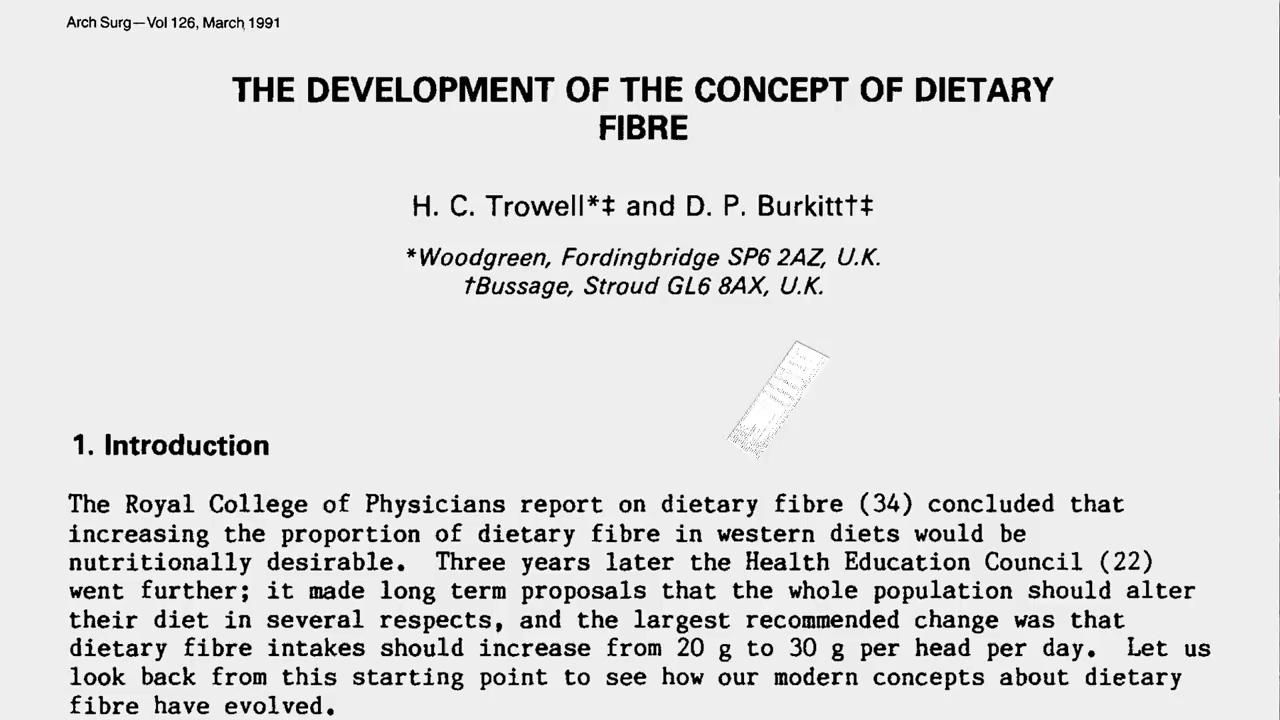 Arch Surg—Vol 126, March 1991
THE DEVELOPMENT OF THE CONCEPT OF DIETARY
FIBRE
H. C. Trowell*‡ and D. P. Burkitt†‡
*Woodgreen, Fordingbridge SP6 2AZ, U.K.
†Bussage, Stroud GL6 8AX, U.K.
1. Introduction
The Royal College of Physicians report on dietary fibre (34) concluded that
increasing the proportion of dietary fibre in western diets would be
nutritionally desirable. Three years later the Health Education Council (22)
went further; it made long term proposals that the whole population should alter
their diet in several respects, and the largest recommended change was that
dietary fibre intakes should increase from 20 g to 30 g per head per day. Let us
look back from this starting point to see how our modern concepts about dietary
fibre have evolved.